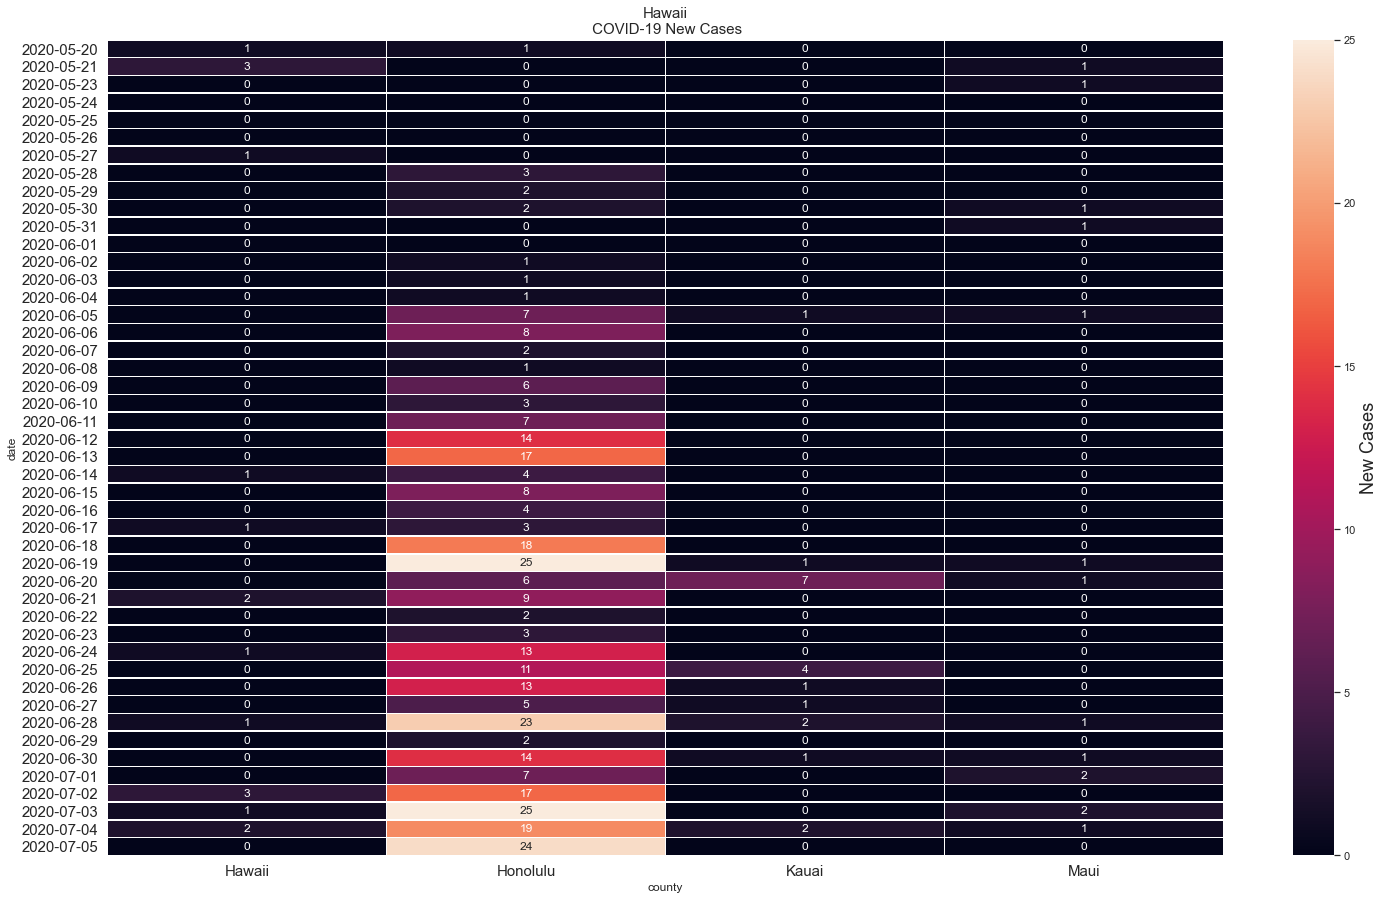 Hawaii
COVID-19 New Cases
2020-05-20 1 1 0 0
2020-05-21 3 0 0 1
2020-05-23 0 0 0 1
2020-05-24 0 0 0 0
2020-05-25 0 0 0 0
2020-05-26 0 0 0 0
2020-05-27 1 0 0 0
2020-05-28 0 3 0 0
2020-05-29 0 2 0 0
2020-05-30 0 2 0 1
2020-05-31 0 0 0 1
2020-06-01 0 0 0 0
2020-06-02 0 1 0 0
2020-06-03 0 1 0 0
2020-06-04 0 1 0 0
2020-06-05 0 7 1 1
2020-06-06 0 8 0 0
2020-06-07 0 2 0 0
2020-06-08 0 1 0 0
2020-06-09 0 6 0 0
2020-06-10 0 3 0 0
2020-06-11 0 7 0 0
2020-06-12 0 14 0 0
2020-06-13 0 17 0 0
2020-06-14 1 4 0 0
2020-06-15 0 8 0 0
2020-06-16 0 4 0 0
2020-06-17 1 3 0 0
2020-06-18 0 18 0 0
2020-06-19 0 25 1 1
2020-06-20 0 6 7 1
2020-06-21 2 9 0 0
2020-06-22 0 2 0 0
2020-06-23 0 3 0 0
2020-06-24 1 13 0 0
2020-06-25 0 11 4 0
2020-06-26 0 13 1 0
2020-06-27 0 5 1 0
2020-06-28 1 23 2 1
2020-06-29 0 2 0 0
2020-06-30 0 14 1 1
2020-07-01 0 7 0 2
2020-07-02 3 17 0 0
2020-07-03 1 25 0 2
2020-07-04 2 19 2 1
2020-07-05 0 24 0 0
date
Hawaii Honolulu Kauai Maui
county
25
20
15
10
5
0
New Cases